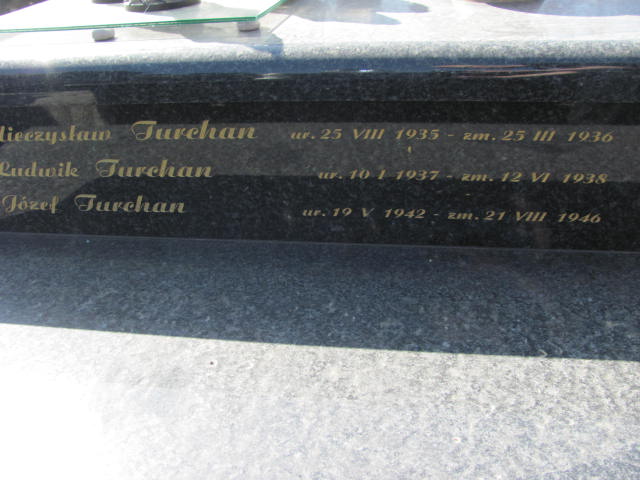 Mieczysław Turchan ur. 25 VIII 1935 - zm. 25 III 1936
Ludwik Turchan ur. 10 I 1937 - zm. 12 VI 1938
Józef Turchan ur. 19 V 1942 - zm. 21 VIII 1946